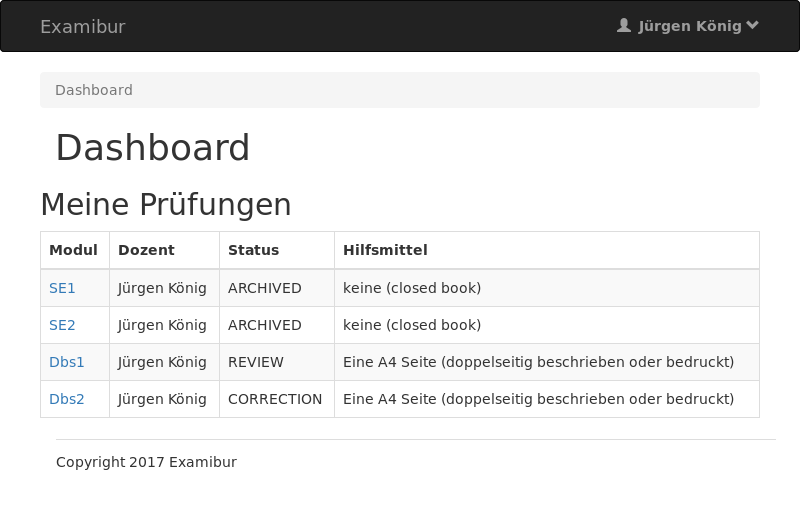 Examibur Jürgen König
Dashboard
Dashboard
Meine Prüfungen
Modul Dozent Status Hilfsmittel
SE1 Jürgen König ARCHIVED keine (closed book)
SE2 Jürgen König ARCHIVED keine (closed book)
Dbs1 Jürgen König REVIEW Eine A4 Seite (doppelseitig beschrieben oder bedruckt)
Dbs2 Jürgen König CORRECTION Eine A4 Seite (doppelseitig beschrieben oder bedruckt)
Copyright 2017 Examibur